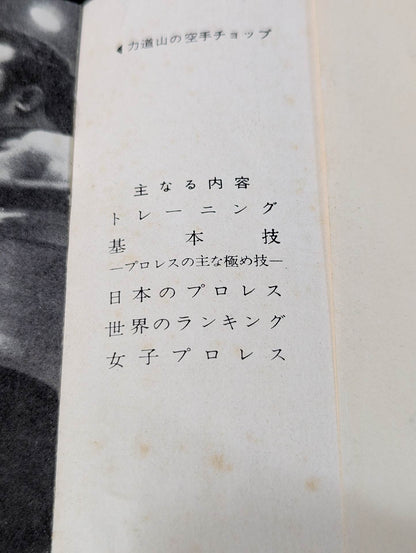 力道山の空手チョップ
主なる内容
トレーニング
基本技
―プロレスの主な極め技―
日本のプロレス
世界のランキング
女子プロレス